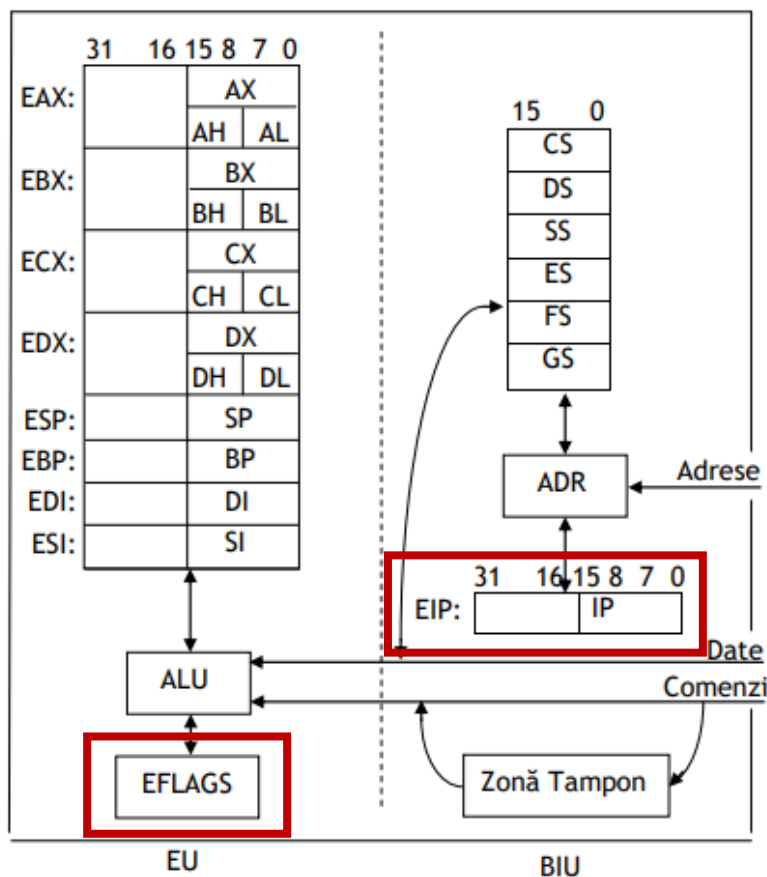 31 16 15 8 7 0
EAX: AX
AH AL
EBX: BX
BH BL
ECX: CX
CH CL
EDX: DX
DH DL
ESP: SP
EBP: BP
EDI: DI
ESI: SI
ALU
EFLAGS
EU
15 0
CS
DS
SS
ES
FS
GS
ADR
Adrese
31 16 15 8 7 0
EIP: IP
Date
Comenzi
Zonă Tampon
BIU